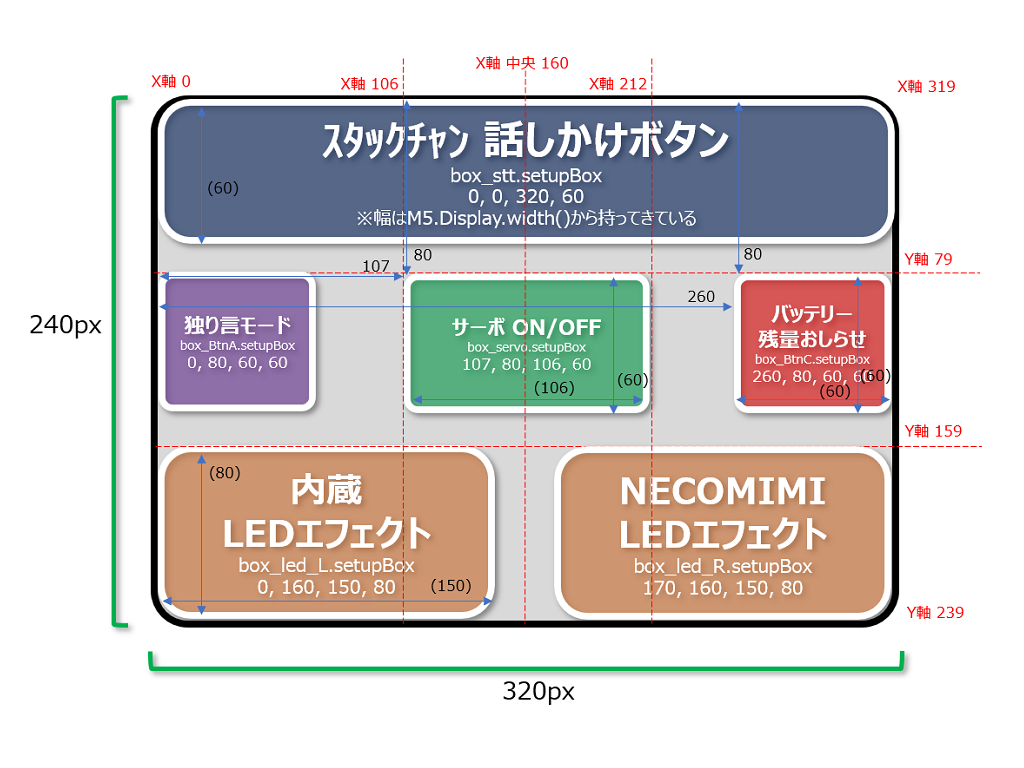 X軸 中央 160
X軸 0
X軸 106
X軸 212
X軸 319
スタックチャン 話しかけボタン
box_stt.setupBox
0, 0, 320, 60
※幅はM5.Display.width()から持ってきている
(60)
80
80
Y軸 79
107
260
240px
独り言モード
box_BtnA.setupBox
0, 80, 60, 60
サーボ ON/OFF
box_servo.setupBox
107, 80, 106, 60
(106)
(60)
バッテリー
残量おしらせ
box_BtnC.setupBox
260, 80, 60, 60
(60)
(60)
Y軸 159
(80)
内蔵
LEDエフェクト
box_led_L.setupBox
0, 160, 150, 80
(150)
NECOMIMI
LEDエフェクト
box_led_R.setupBox
170, 160, 150, 80
Y軸 239
320px